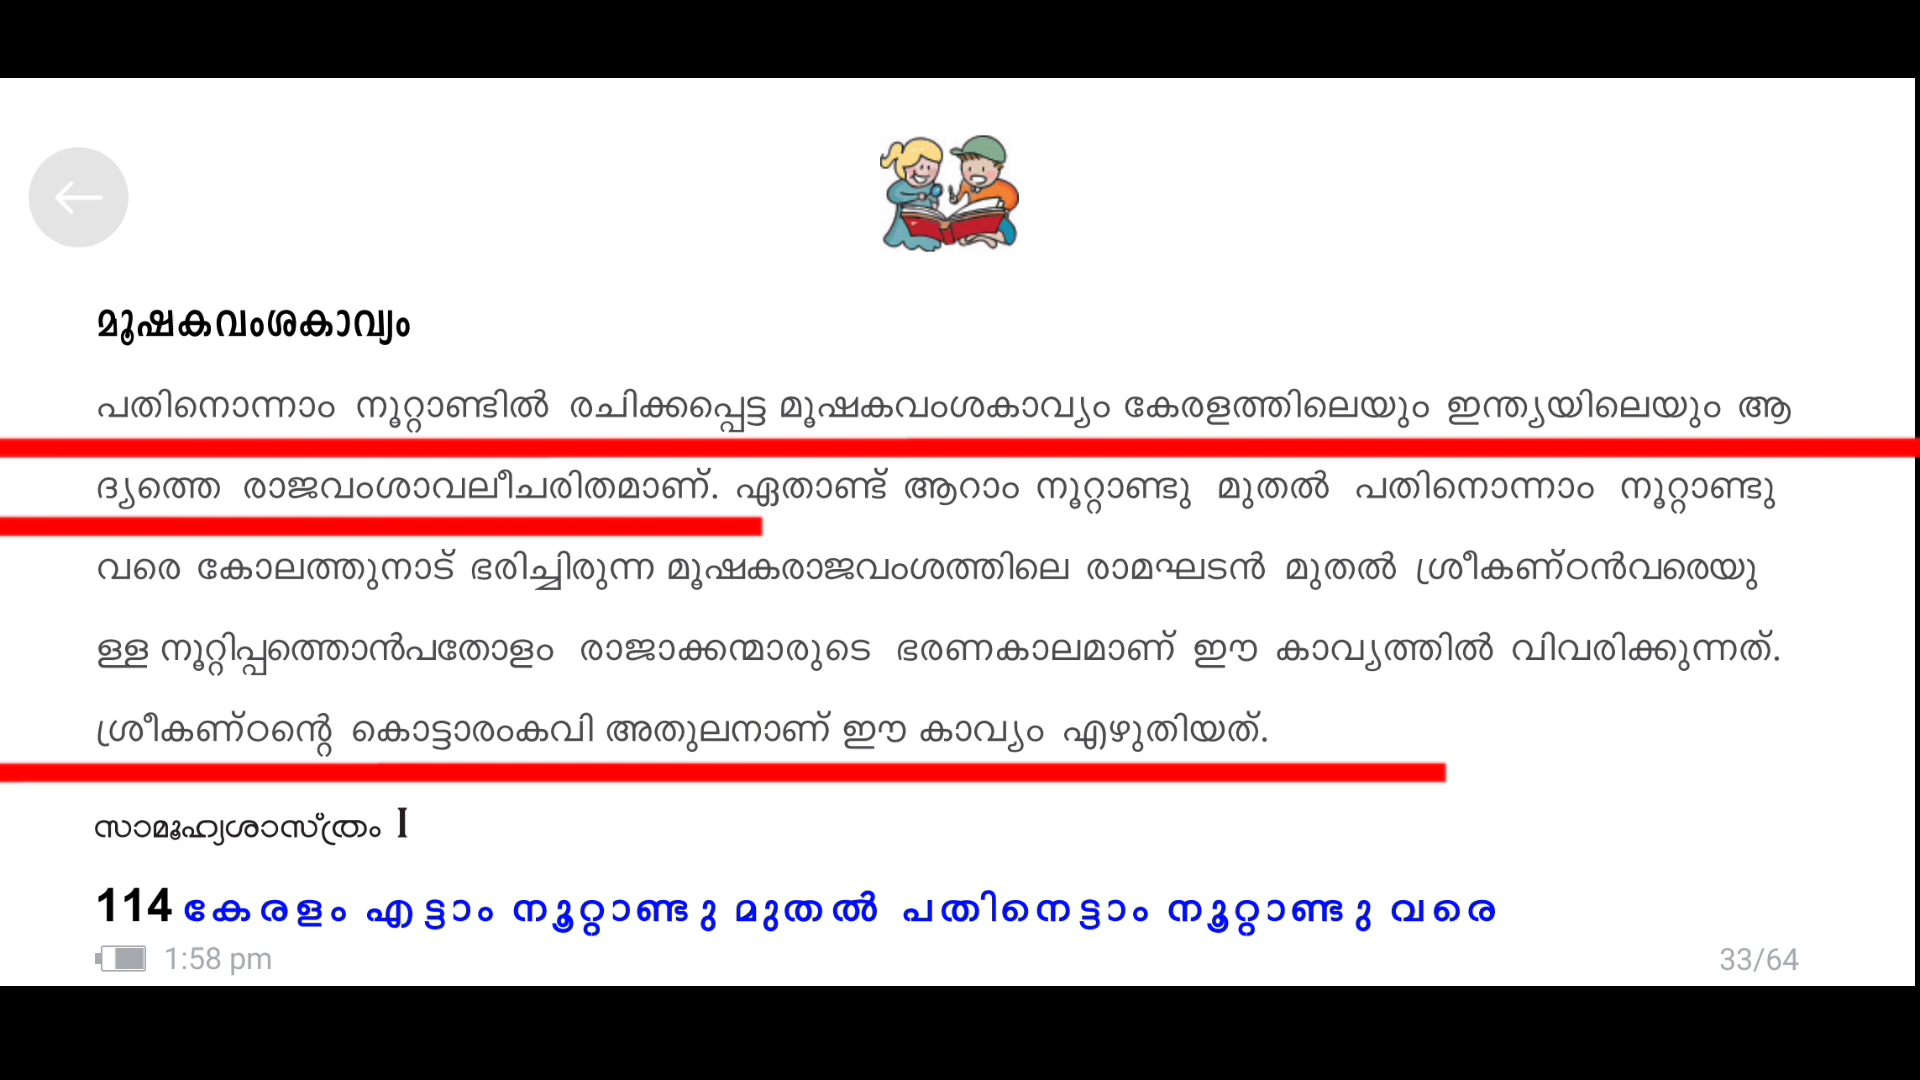 മൂഷകവംശകാവ്യം
പതിനൊന്നാം നൂറ്റാണ്ടിൽ രചിക്കപ്പെട്ട മൂഷകവംശകാവ്യം കേരളത്തിലെയും ഇന്ത്യയിലെയും ആ
ദ്യത്തെ രാജവംശാവലീചരിതമാണ്. ഏതാണ്ട് ആറാം നൂറ്റാണ്ടു മുതൽ പതിനൊന്നാം നൂറ്റാണ്ടു
വരെ കോലത്തുനാട് ഭരിച്ചിരുന്ന മൂഷകരാജവംശത്തിലെ രാമഘടൻ മുതൽ ശ്രീകണ്ഠൻവരെയു
ള്ള നൂറ്റിപ്പത്തൊൻപതോളം രാജാക്കന്മാരുടെ ഭരണകാലമാണ് ഈ കാവ്യത്തിൽ വിവരിക്കുന്നത്.
ശ്രീകണ്ഠന്റെ കൊട്ടാരംകവി അതുലനാണ് ഈ കാവ്യം എഴുതിയത്.
സാമൂഹ്യശാസ്ത്രം I
114 കേരളം എട്ടാം നൂറ്റാണ്ടു മുതൽ പതിനെട്ടാം നൂറ്റാണ്ടു വരെ
1:58 pm 33/64